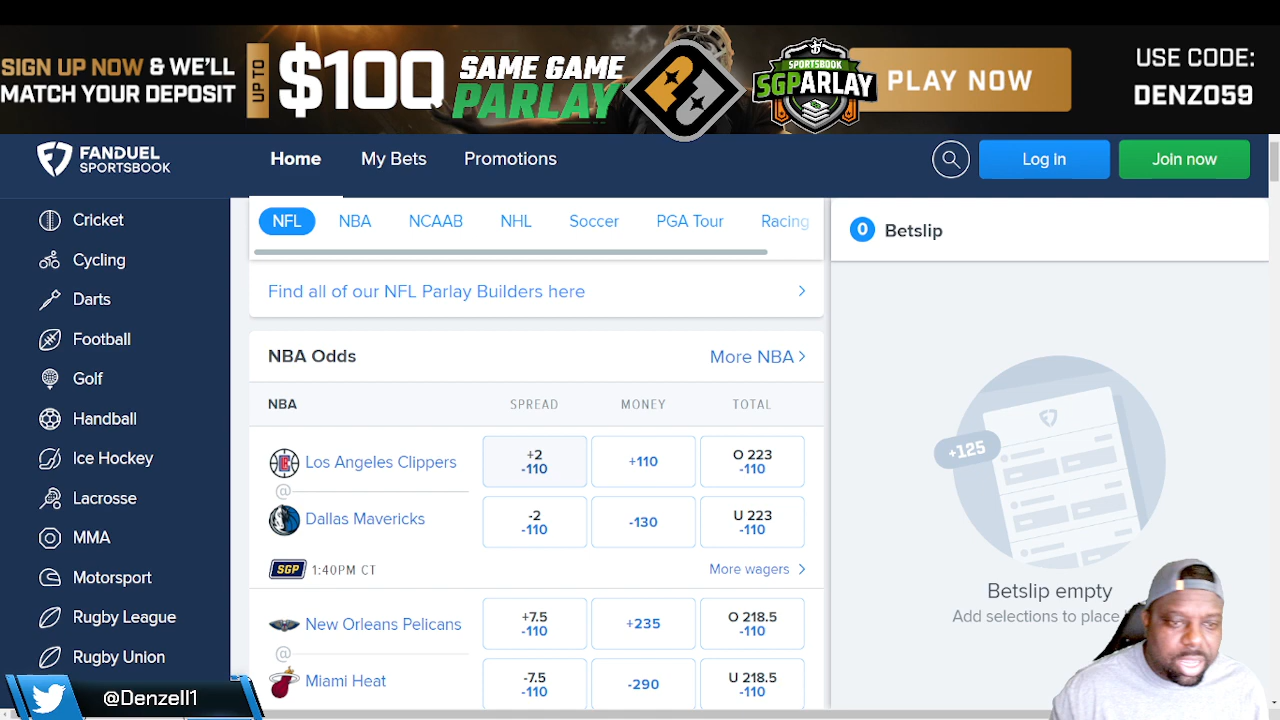 SIGN UP NOW & WE'LL
MATCH YOUR DEPOSIT
UP TO
$100
SAME GAME
PARLAY
SPORTSBOOK
SGPARLAY
PLAY NOW
USE CODE:
DENZO59
FANDUEL
SPORTSBOOK
Home
My Bets
Promotions
Log in
Join now
Cricket
Cycling
Darts
Football
Golf
Handball
Ice Hockey
Lacrosse
MMA
Motorsport
Rugby League
Rugby Union
NFL
NBA
NCAAB
NHL
Soccer
PGA Tour
Racing
Find all of our NFL Parlay Builders here
NBA Odds
More NBA
NBA
SPREAD
MONEY
TOTAL
Los Angeles Clippers
+2
-110
+110
O 223
-110
@
Dallas Mavericks
-2
-110
-130
U 223
-110
SGP
1:40PM CT
More wagers
New Orleans Pelicans
+7.5
-110
+235
O 218.5
-110
@
Miami Heat
-7.5
-110
-290
U 218.5
-110
0
Betslip
+125
Betslip empty
Add selections to place
@Denzell1